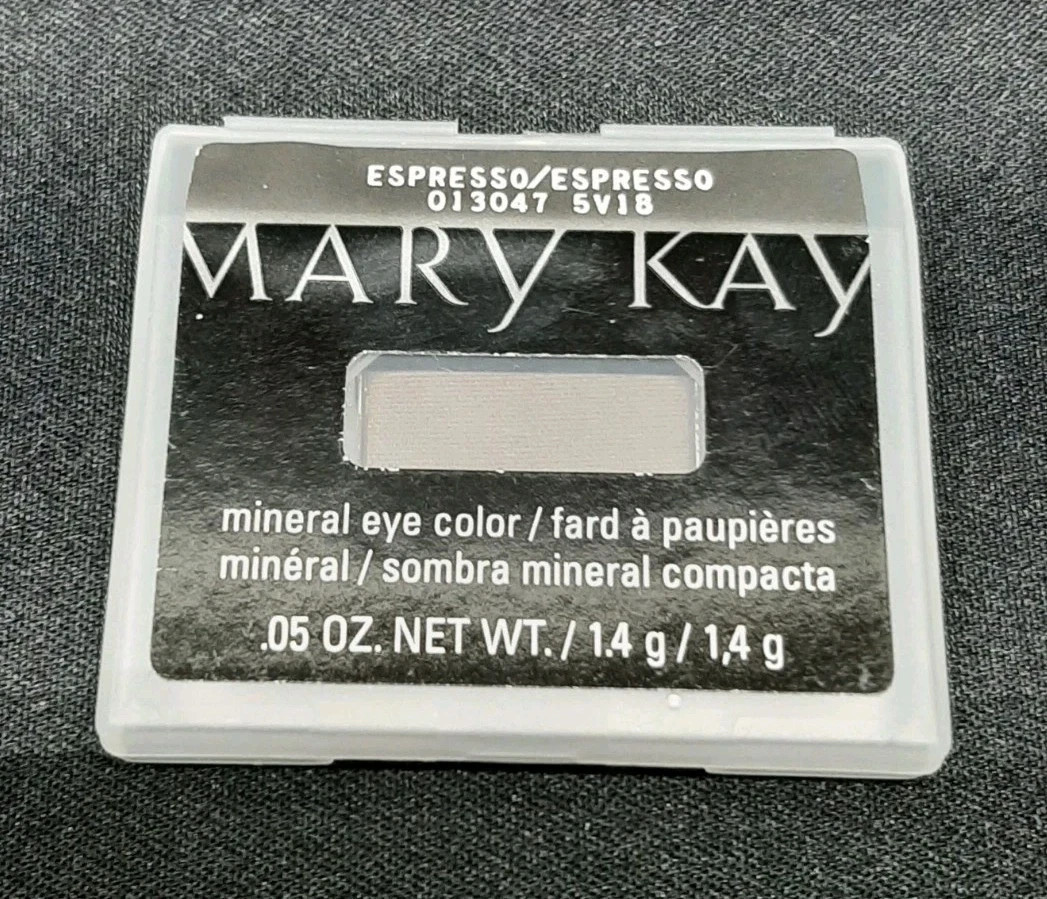 ESPRESSO/ESPRESSO
013047 5V18
MARY KAY
mineral eye color / fard à paupières
minéral / sombra mineral compacta
.05 OZ. NET WT. / 1.4 g / 1,4 g